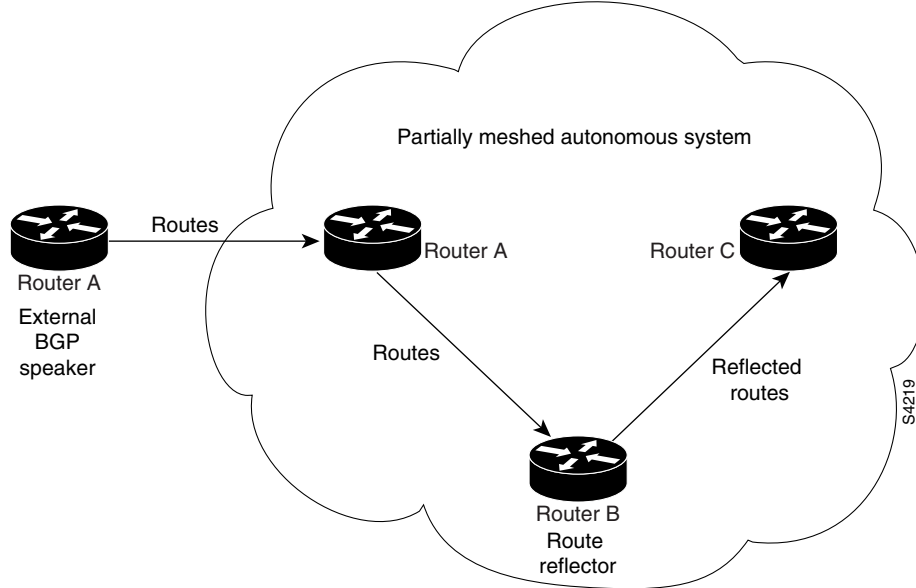 Partially meshed autonomous system
Routes
Router A
Router A
External
BGP
speaker
Router C
Routes
Reflected
routes
Router B
Route
reflector
S4219